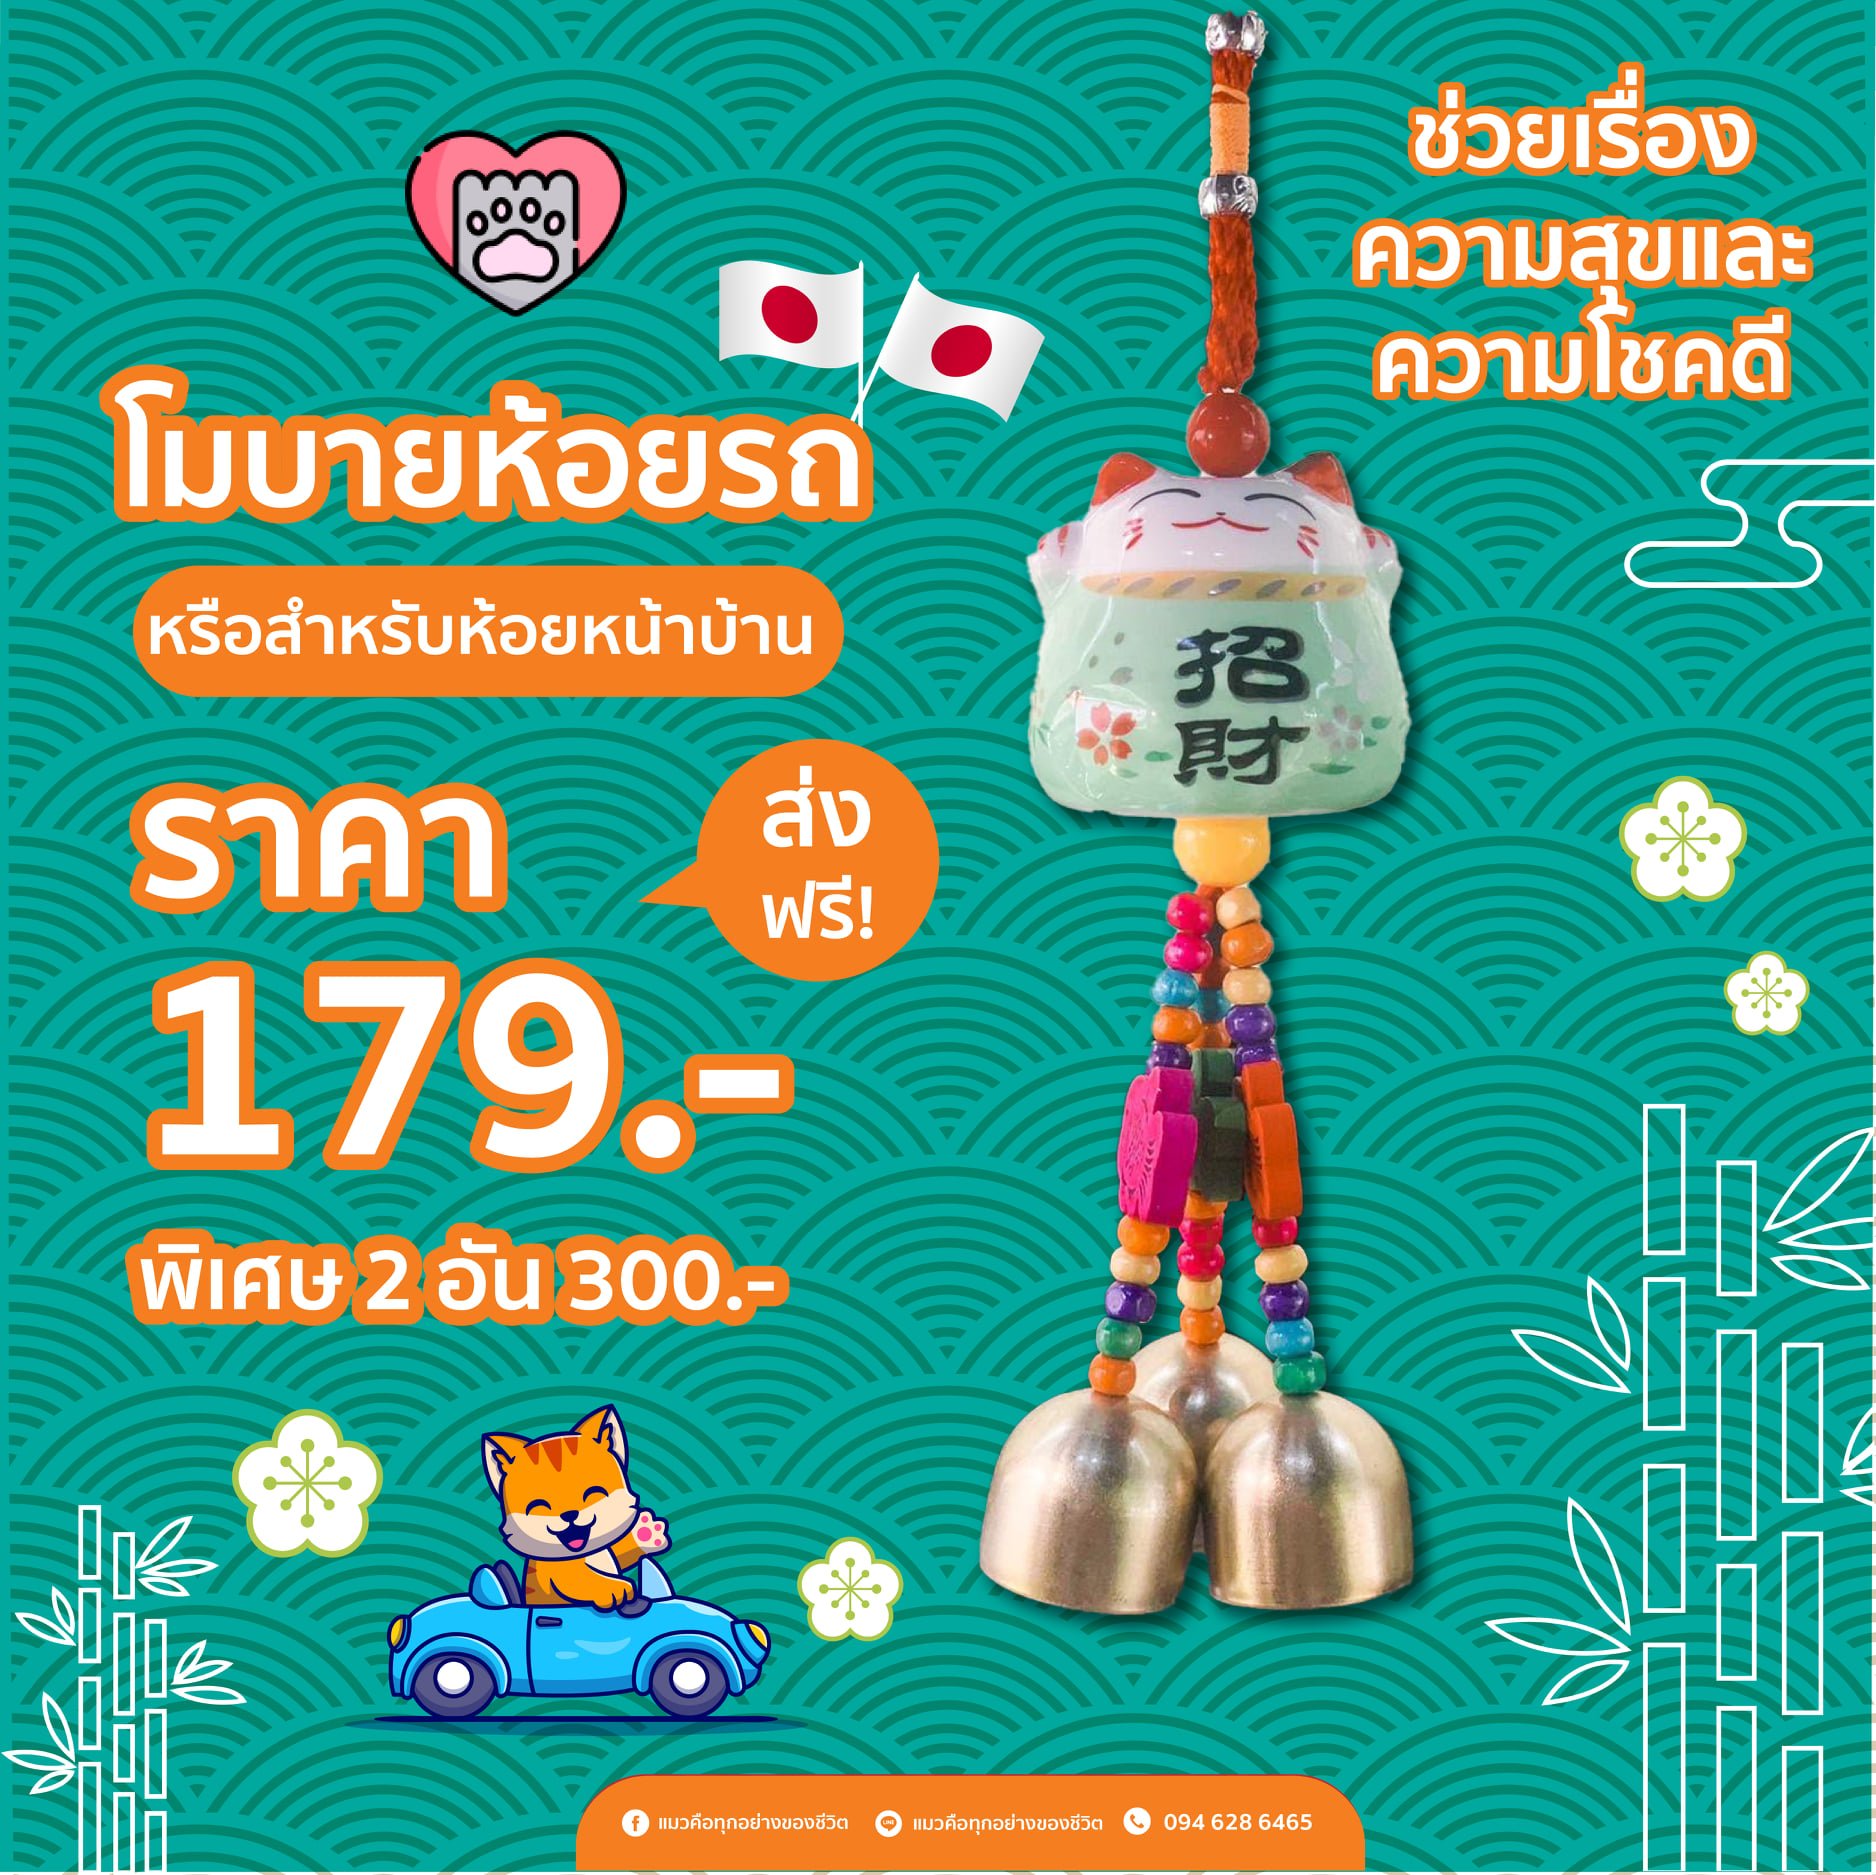 ช่วยเรื่อง
ความสุขและ
ความโชคดี
โมบายห้อยรถ
หรือสำหรับห้อยหน้าบ้าน
招
財
ราคา
ส่ง
ฟรี!
179.-
พิเศษ 2 อัน 300.-
แมวคือทุกอย่างของชีวิต LINE แมวคือทุกอย่างของชีวิต 094 628 6465